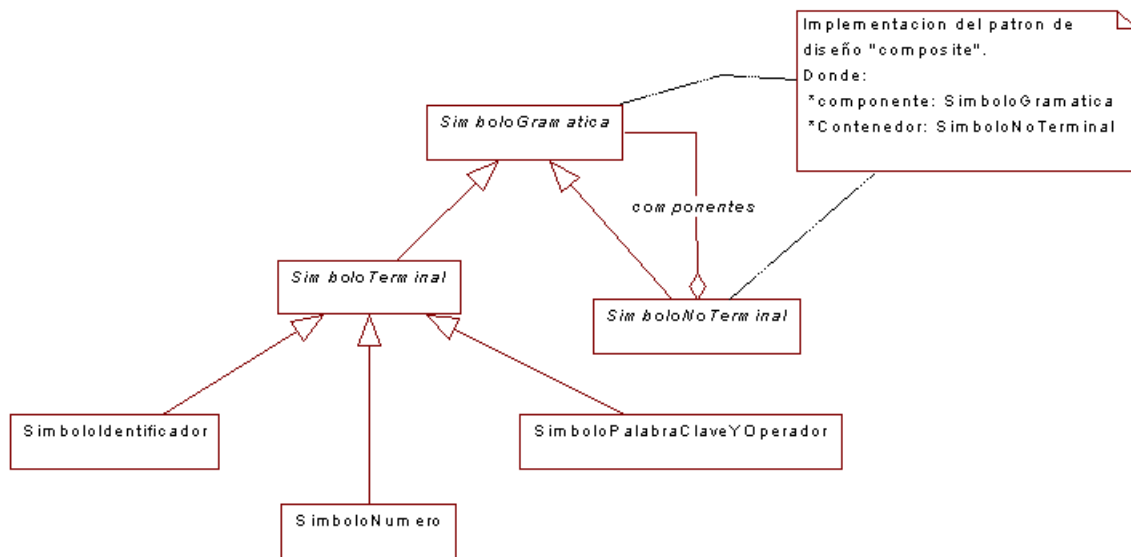 Implementacion del patron de
diseño "composite".
Donde:
*componente: SimboloGramatica
*Contenedor: SimboloNoTerminal
SimboloGramatica
componentes
SimboloTerminal
SimboloNoTerminal
SimboloIdentificador
SimboloPalabraClaveYOperador
SimboloNumero